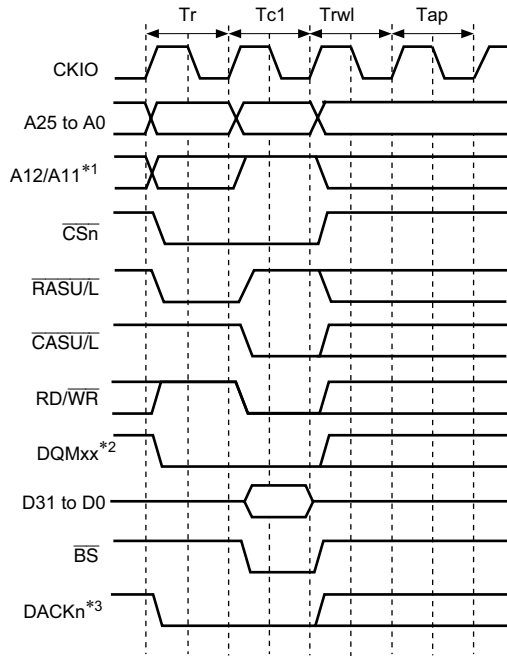 Tr Tc1 Trwl Tap
CKIO
A25 to A0
A12/A11*1
CSn
RASU/L
CASU/L
RD/WR
DQMxx*2
D31 to D0
BS
DACKn*3